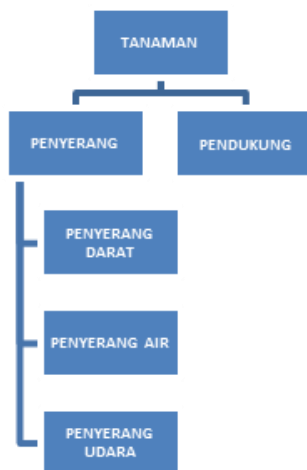 TANAMAN
PENYERANG
PENDUKUNG
PENYERANG
DARAT
PENYERANG AIR
PENYERANG
UDARA